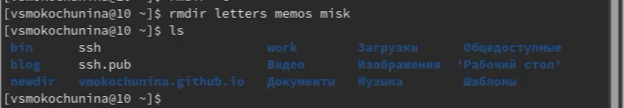 [vsmokochunina@10 ~]$ rmdir letters memos misk
[vsmokochunina@10 ~]$ ls
bin ssh work Загрузки Общедоступные
blog ssh.pub Видео Изображения 'Рабочий стол'
newdir vmokochunina.github.io Документы Музыка Шаблоны
[vsmokochunina@10 ~]$